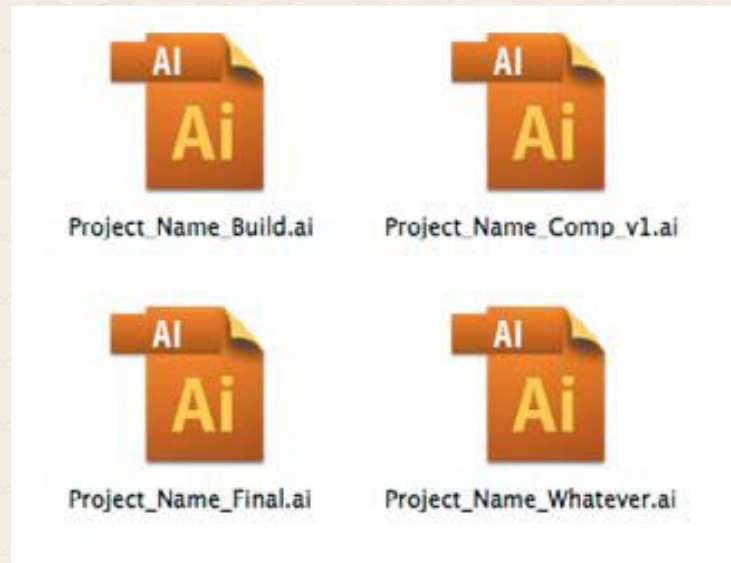 AI AI
Ai Ai
Project_Name_Build.ai Project_Name_Comp_v1.ai
AI AI
Ai Ai
Project_Name_Final.ai Project_Name_Whatever.ai